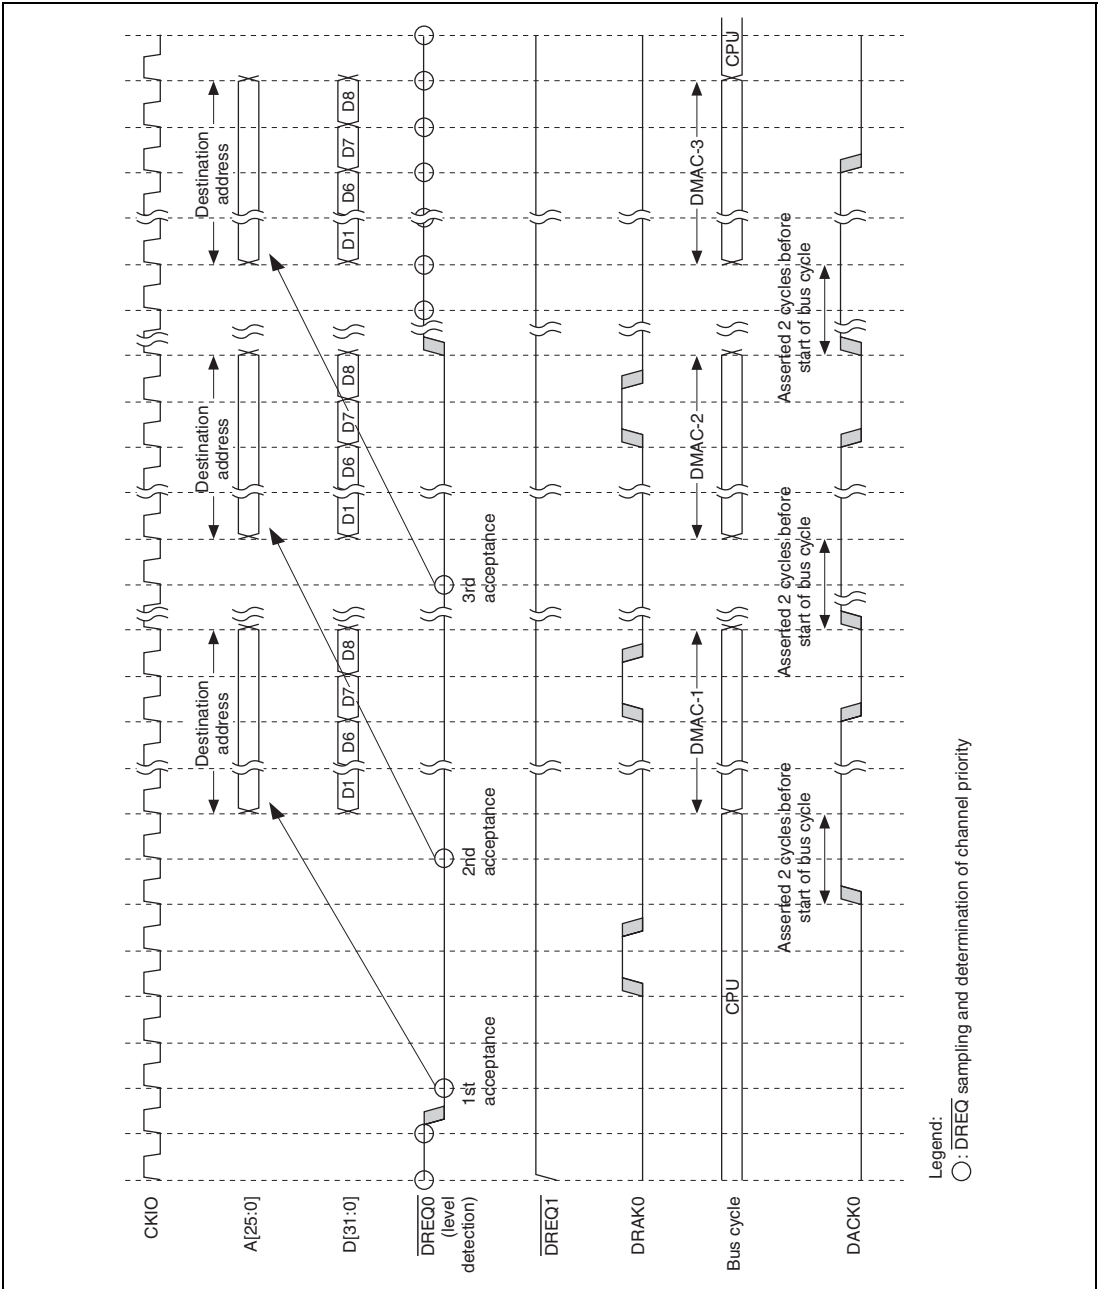 CKIO
A[25:0]
Destination
address
Destination
address
Destination
address
D[31:0]
D1 D6 D7 D8 D1 D6 D7 D8 D1 D6 D7 D8
DREQ0
(level
detection)
1st
acceptance
2nd
acceptance
3rd
acceptance
DREQ1
DRAK0
Bus cycle
CPU DMAC-1 DMAC-2 DMAC-3 CPU
DACK0
Asserted 2 cycles before
start of bus cycle
Asserted 2 cycles before
start of bus cycle
Asserted 2 cycles before
start of bus cycle
Legend:
: DREQ sampling and determination of channel priority